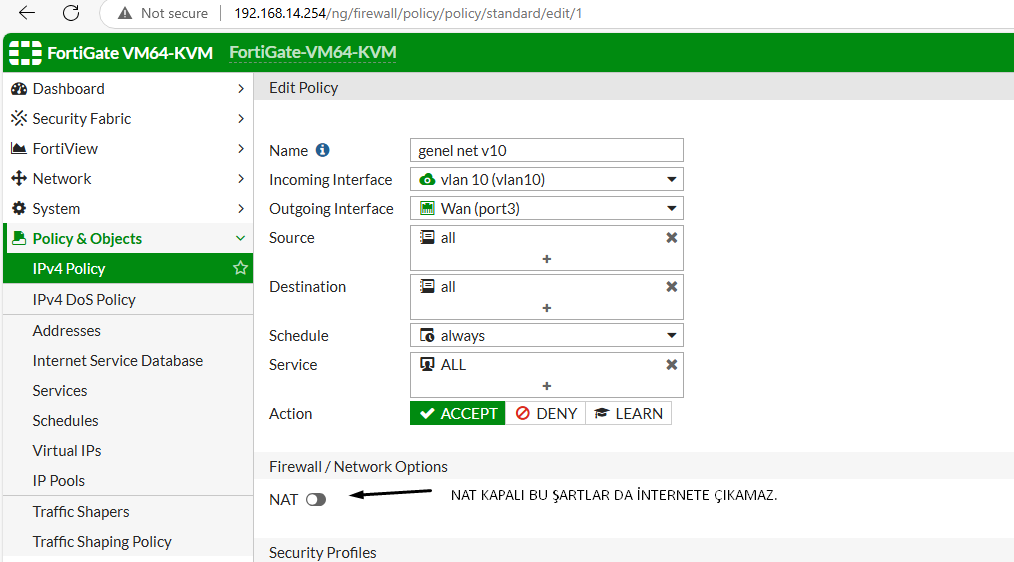 Not secure 192.168.14.254/ng/firewall/policy/policy/standard/edit/1
FortiGate VM64-KVM FortiGate-VM64-KVM
Dashboard
Security Fabric
FortiView
Network
System
Policy & Objects
IPv4 Policy
IPv4 DoS Policy
Addresses
Internet Service Database
Services
Schedules
Virtual IPs
IP Pools
Traffic Shapers
Traffic Shaping Policy
Edit Policy
Name genel net v10
Incoming Interface vlan 10 (vlan10)
Outgoing Interface Wan (port3)
Source all
+
Destination all
+
Schedule always
Service ALL
+
Action ACCEPT DENY LEARN
Firewall / Network Options
NAT NAT KAPALI BU ŞARTLAR DA İNTERNETE ÇIKAMAZ.
Security Profiles